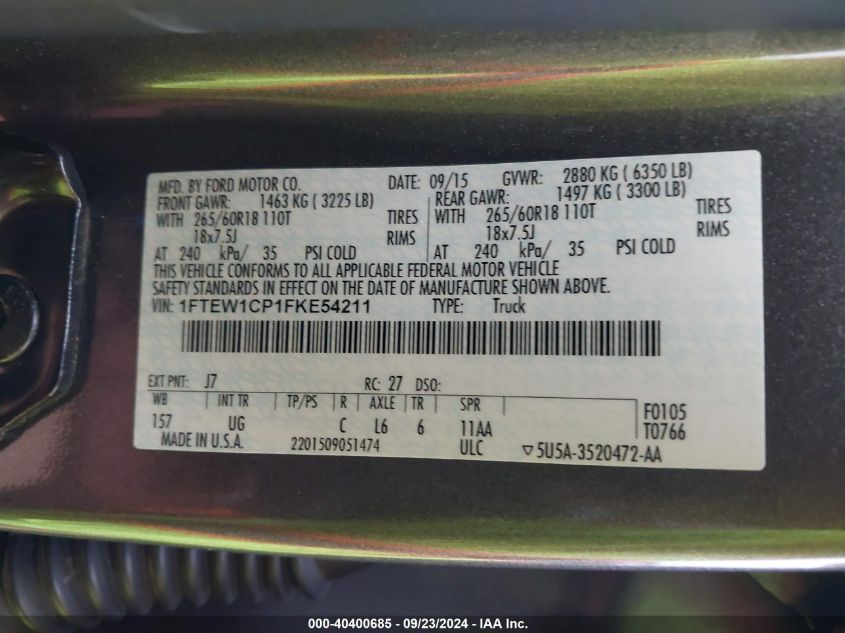 MFD. BY FORD MOTOR CO. DATE: 09/15 GVWR: 2880 KG ( 6350 LB)
FRONT GAWR: 1463 KG ( 3225 LB) REAR GAWR: 1497 KG ( 3300 LB)
WITH 265/60R18 110T TIRES WITH 265/60R18 110T TIRES
18x7.5J RIMS 18x7.5J RIMS
AT 240 kPa/ 35 PSI COLD AT 240 kPa/ 35 PSI COLD
THIS VEHICLE CONFORMS TO ALL APPLICABLE FEDERAL MOTOR VEHICLE
SAFETY STANDARDS IN EFFECT ON THE DATE OF MANUFACTURE SHOWN ABOVE.
VIN: 1FTEW1CP1FKE54211 TYPE: Truck
EXT PNT: J7 RC: 27 DSO:
WB INT TR TP/PS R AXLE TR SPR F0105
157 UG C L6 6 11AA T0766
MADE IN U.S.A. 2201509051474 ULC ▽5U5A-3520472-AA
000-40400685 - 09/23/2024 - IAA Inc.